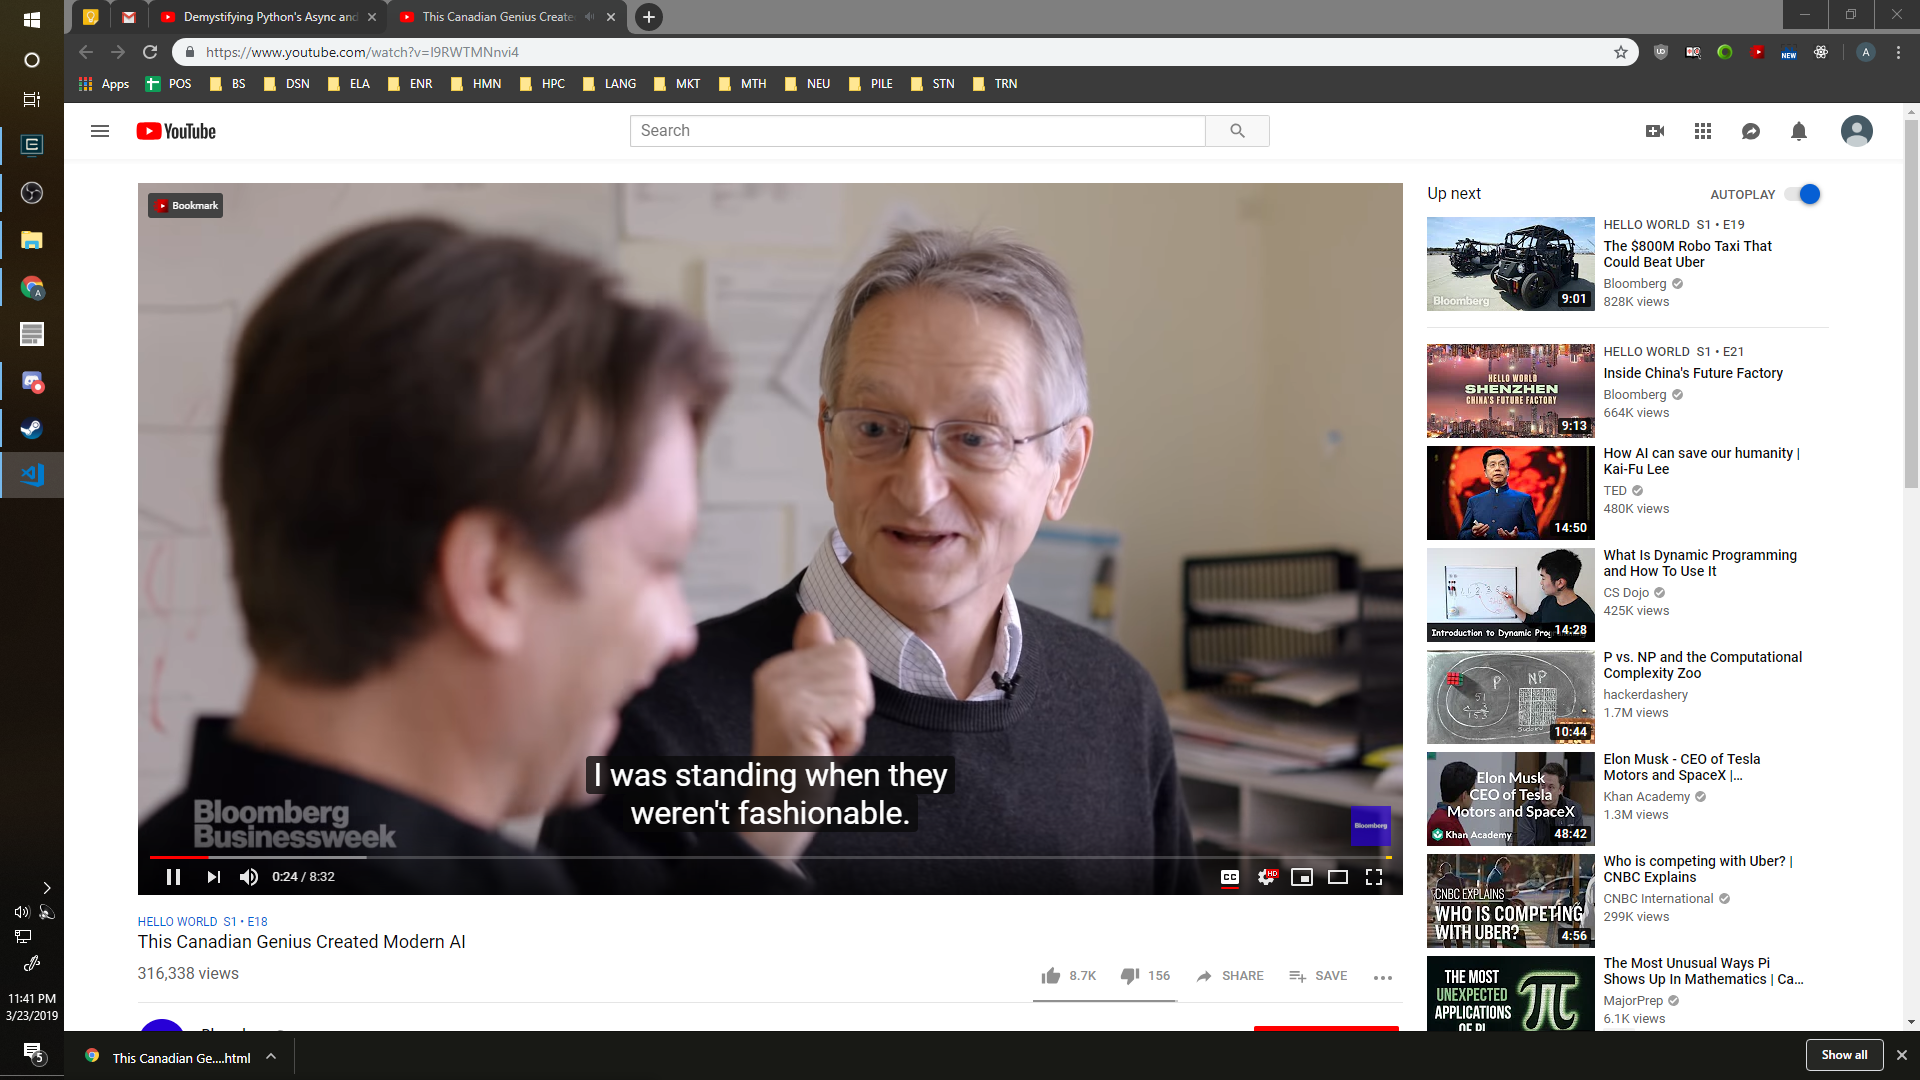 Demystifying Python's Async and
This Canadian Genius Create
https://www.youtube.com/watch?v=I9RWTMNnvi4
Apps
POS
BS
DSN
ELA
ENR
HMN
HPC
LANG
MKT
MTH
NEU
PILE
STN
TRN
NEW
A
YouTube
Search
Bookmark
I was standing when they
weren't fashionable.
Bloomberg
Businessweek
Bloomberg
0:24 / 8:32
CC
HD
HELLO WORLD S1 • E18
This Canadian Genius Created Modern AI
316,338 views
8.7K
156
SHARE
SAVE
Up next
AUTOPLAY
Bloomberg
9:01
HELLO WORLD S1 • E19
The $800M Robo Taxi That
Could Beat Uber
Bloomberg
828K views
HELLO WORLD
SHENZHEN
CHINA'S FUTURE FACTORY
9:13
HELLO WORLD S1 • E21
Inside China's Future Factory
Bloomberg
664K views
14:50
How AI can save our humanity |
Kai-Fu Lee
TED
480K views
Introduction to Dynamic
14:28
What Is Dynamic Programming
and How To Use It
CS Dojo
425K views
P
NP
10:44
P vs. NP and the Computational
Complexity Zoo
hackerdashery
1.7M views
Elon Musk
CEO of Tesla
Motors and SpaceX
Khan Academy
48:42
Elon Musk - CEO of Tesla
Motors and SpaceX |...
Khan Academy
1.3M views
CNBC EXPLAINS
WHO IS COMPETING
WITH UBER?
4:56
Who is competing with Uber? |
CNBC Explains
CNBC International
299K views
THE MOST
UNEXPECTED
APPLICATIONS
OF PI
π
The Most Unusual Ways Pi
Shows Up In Mathematics | Ca...
MajorPrep
6.1K views
11:41 PM
3/23/2019
5
This Canadian Ge....html
Show all